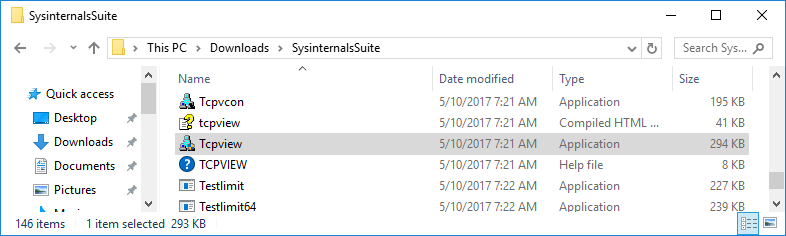 SysinternalsSuite
This PC > Downloads > SysinternalsSuite
Search Sys...
Name Date modified Type Size
Quick access
Desktop
Downloads
Documents
Pictures
Tcpvcon 5/10/2017 7:21 AM Application 195 KB
tcpview 5/10/2017 7:21 AM Compiled HTML ... 41 KB
Tcpview 5/10/2017 7:21 AM Application 294 KB
TCPVIEW 5/10/2017 7:21 AM Help file 8 KB
Testlimit 5/10/2017 7:22 AM Application 227 KB
Testlimit64 5/10/2017 7:22 AM Application 239 KB
146 items 1 item selected 293 KB